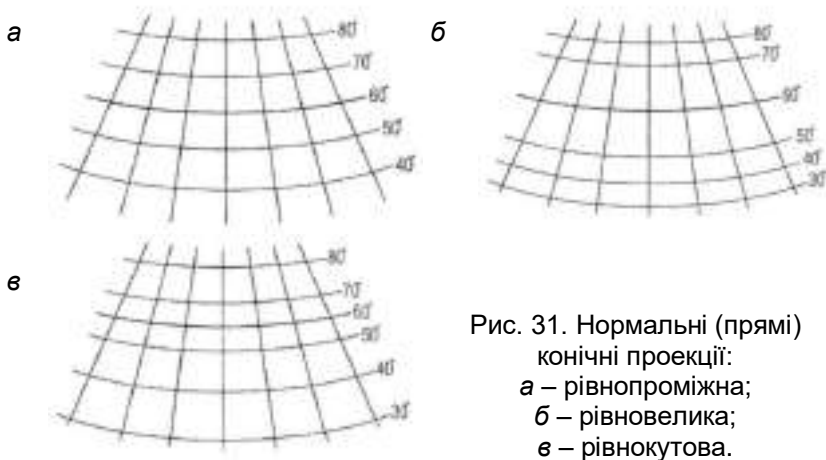 а
80°
70°
60°
50°
40°
б
80°
70°
60°
50°
40°
30°
в
80°
70°
60°
50°
40°
30°
Рис. 31. Нормальні (прямі)
конічні проекції:
а – рівнопроміжна;
б – рівновелика;
в – рівнокутова.